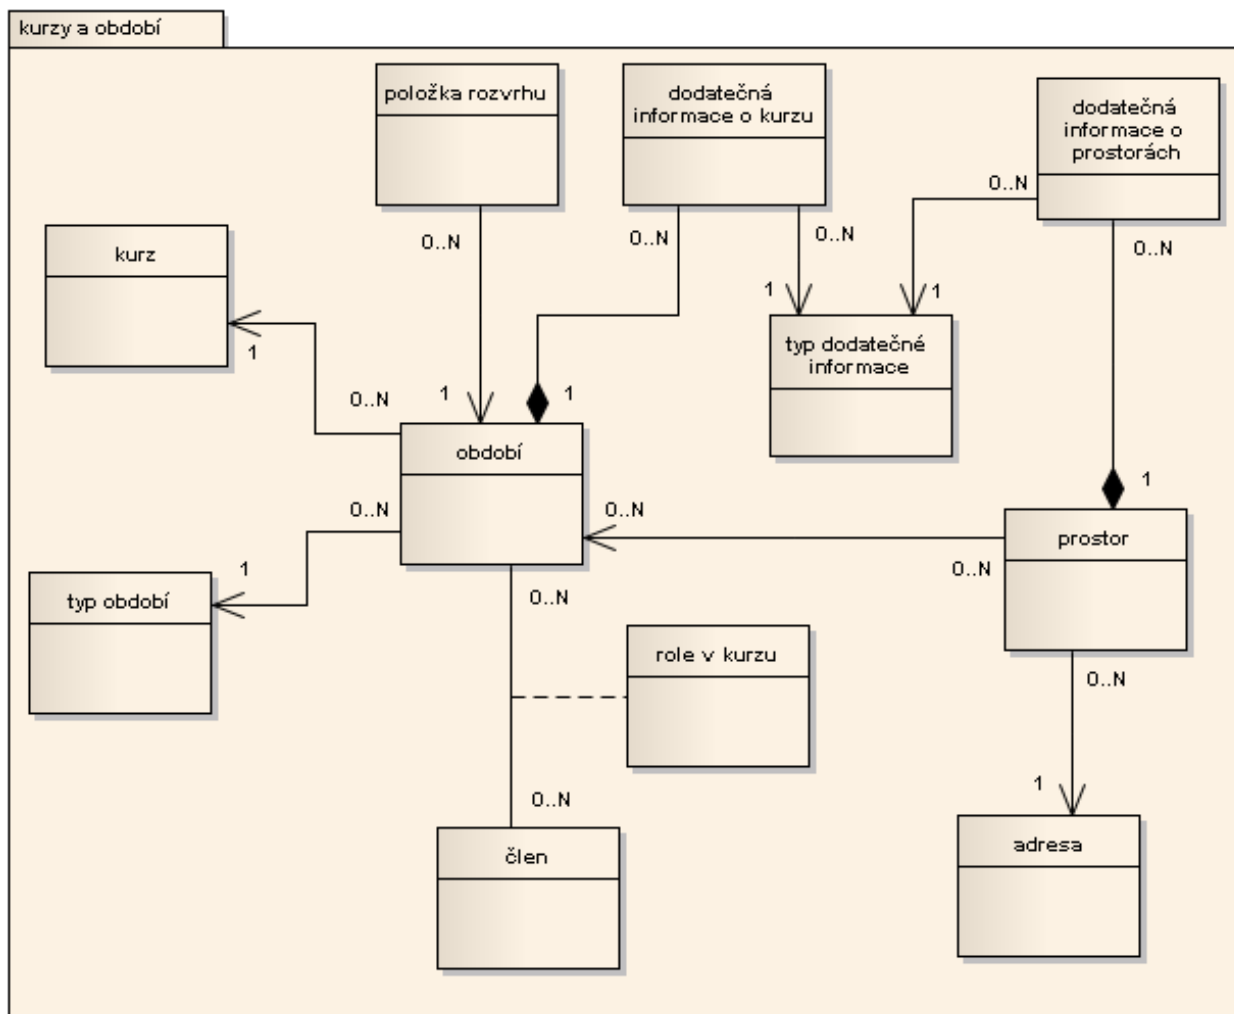 kurzy a období
položka rozvrhu
dodatečná
informace o kurzu
dodatečná
informace o
prostorách
0..N
kurz
0..N
0..N
0..N
0..N
1
1
1
typ dodatečné
informace
0..N
1
1
1
období
0..N
0..N
prostor
1
typ období
0..N
0..N
role v kurzu
0..N
0..N
1
člen
adresa